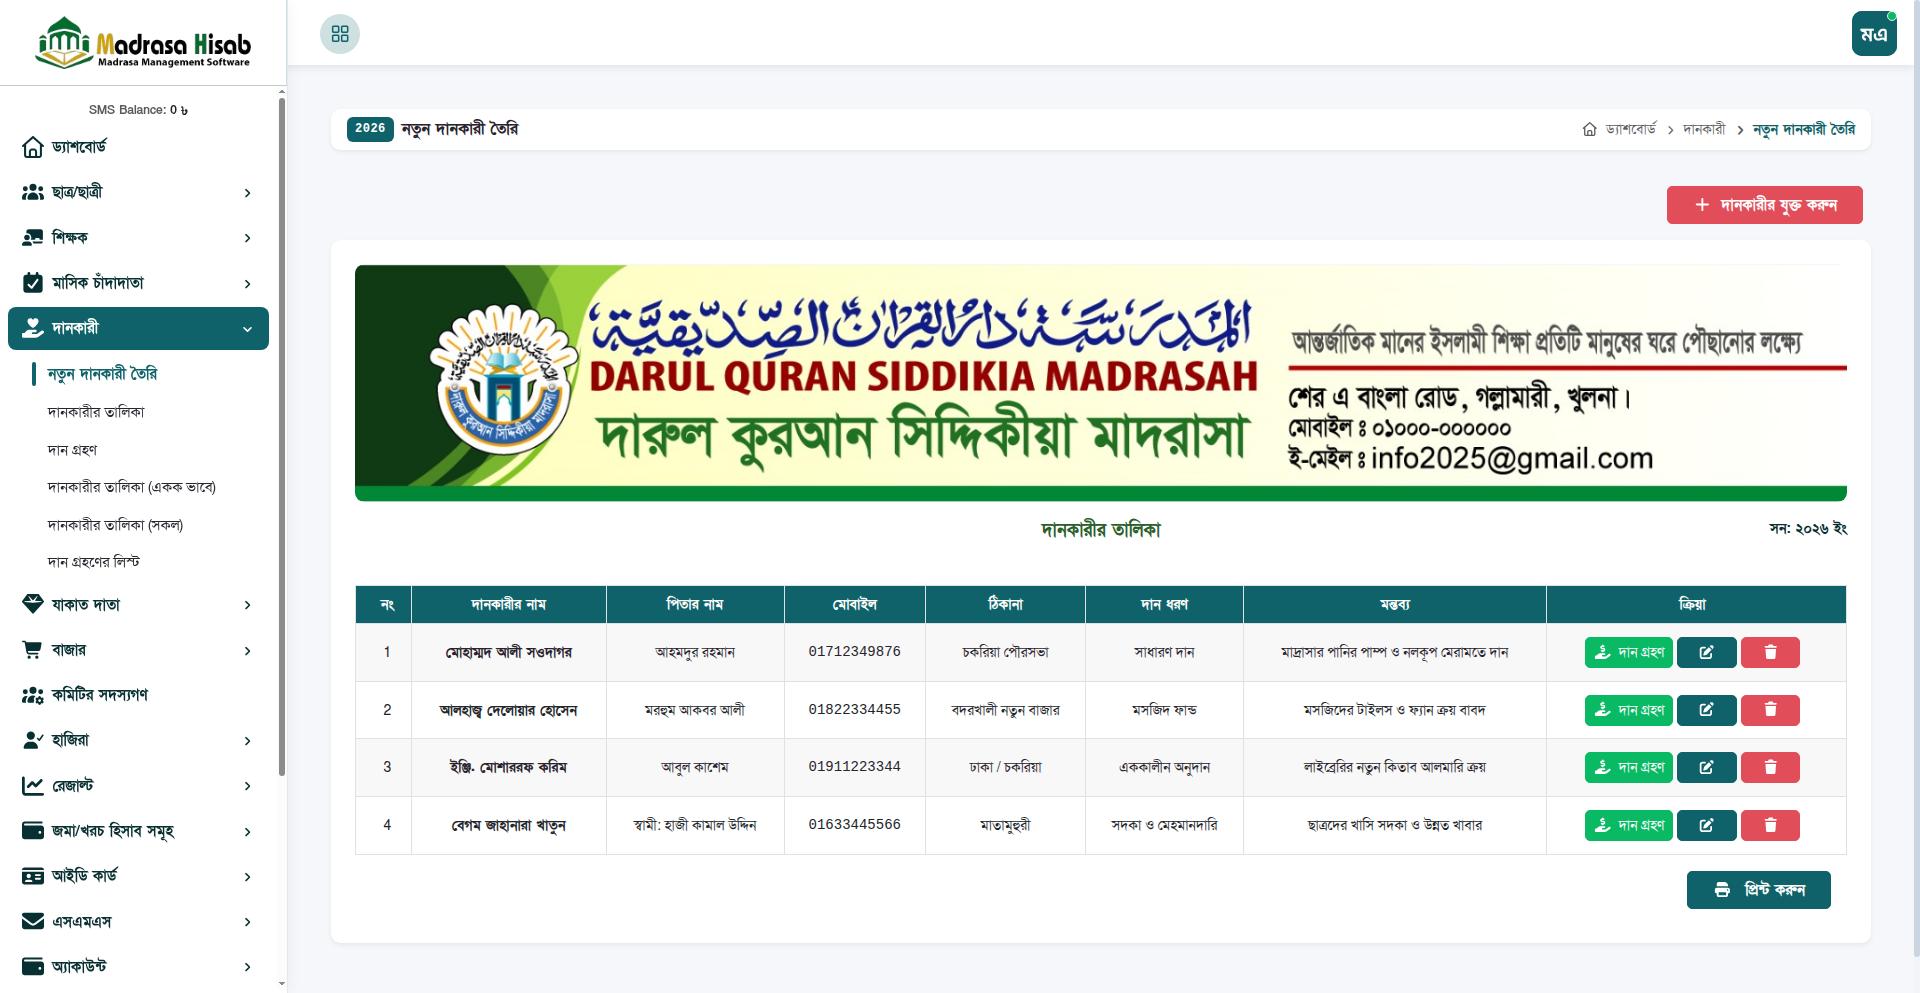 Madrasa Hisab
Madrasa Management Software
SMS Balance: 0 ৳
ড্যাশবোর্ড
ছাত্র/ছাত্রী
শিক্ষক
মাসিক চাঁদাদাতা
দানকারী
নতুন দানকারী তৈরি
দানকারীর তালিকা
দান গ্রহণ
দানকারীর তালিকা (একক ভাবে)
দানকারীর তালিকা (সকল)
দান গ্রহণের লিস্ট
যাকাত দাতা
বাজার
কমিটির সদস্যগণ
হাজিরা
রেজাল্ট
জমা/খরচ হিসাব সমূহ
আইডি কার্ড
এসএমএস
অ্যাকাউন্ট
মএ
2026 নতুন দানকারী তৈরি
ড্যাশবোর্ড > দানকারী > নতুন দানকারী তৈরি
+ দানকারীর যুক্ত করুন
المدرسة دار القرآن الصديقية
DARUL QURAN SIDDIKIA MADRASAH
দারুল কুরআন সিদ্দিকীয়া মাদরাসা
দারুল কুরআন সিদ্দিকীয়া মাদরাসা
আন্তর্জাতিক মানের ইসলামী শিক্ষা প্রতিটি মানুষের ঘরে পৌছানোর লক্ষ্যে
শের এ বাংলা রোড, গল্লামারী, খুলনা।
মোবাইল ঃ ০১০০০-০০০০০০
ই-মেইল ঃ info2025@gmail.com
দানকারীর তালিকা
সন: ২০২৬ ইং
নং দানকারীর নাম পিতার নাম মোবাইল ঠিকানা দান ধরণ মন্তব্য ক্রিয়া
1 মোহাম্মদ আলী সওদাগর আহমদুর রহমান 01712349876 চকরিয়া পৌরসভা সাধারণ দান মাদ্রাসার পানির পাম্প ও নলকূপ মেরামতে দান দান গ্রহণ
2 আলহাজ্ব দেলোয়ার হোসেন মরহুম আকবর আলী 01822334455 বদরখালী নতুন বাজার মসজিদ ফান্ড মসজিদের টাইলস ও ফ্যান ক্রয় বাবদ দান গ্রহণ
3 ইঞ্জি. মোশাররফ করিম আবুল কাশেম 01911223344 ঢাকা / চকরিয়া এককালীন অনুদান লাইব্রেরির নতুন কিতাব আলমারি ক্রয় দান গ্রহণ
4 বেগম জাহানারা খাতুন স্বামী: হাজী কামাল উদ্দিন 01633445566 মাতামুহুরী সদকা ও মেহমানদারি ছাত্রদের খাসি সদকা ও উন্নত খাবার দান গ্রহণ
প্রিন্ট করুন